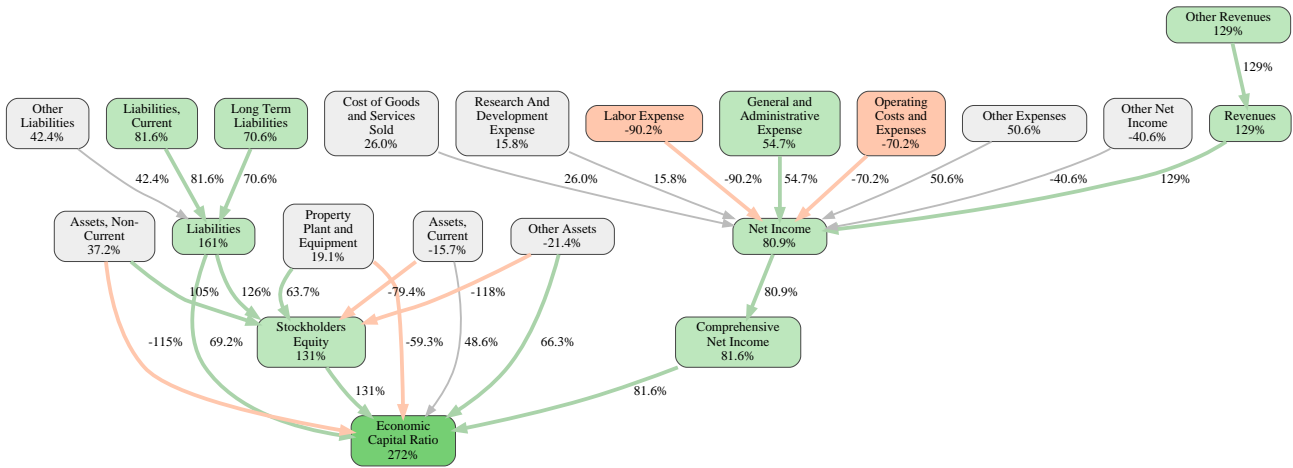 Other Revenues
129%
129%
Other
Liabilities
42.4%
Liabilities,
Current
81.6%
Long Term
Liabilities
70.6%
Cost of Goods
and Services
Sold
26.0%
Research And
Development
Expense
15.8%
Labor Expense
-90.2%
General and
Administrative
Expense
54.7%
Operating
Costs and
Expenses
-70.2%
Other Expenses
50.6%
Other Net
Income
-40.6%
Revenues
129%
42.4%
81.6%
70.6%
26.0%
15.8%
-90.2%
54.7%
-70.2%
50.6%
-40.6%
129%
Assets, Non-
Current
37.2%
Liabilities
161%
Property
Plant and
Equipment
19.1%
Assets,
Current
-15.7%
Other Assets
-21.4%
Net Income
80.9%
105%
126%
63.7%
-79.4%
-118%
80.9%
Stockholders
Equity
131%
Comprehensive
Net Income
81.6%
-115%
69.2%
-59.3%
48.6%
66.3%
131%
81.6%
Economic
Capital Ratio
272%